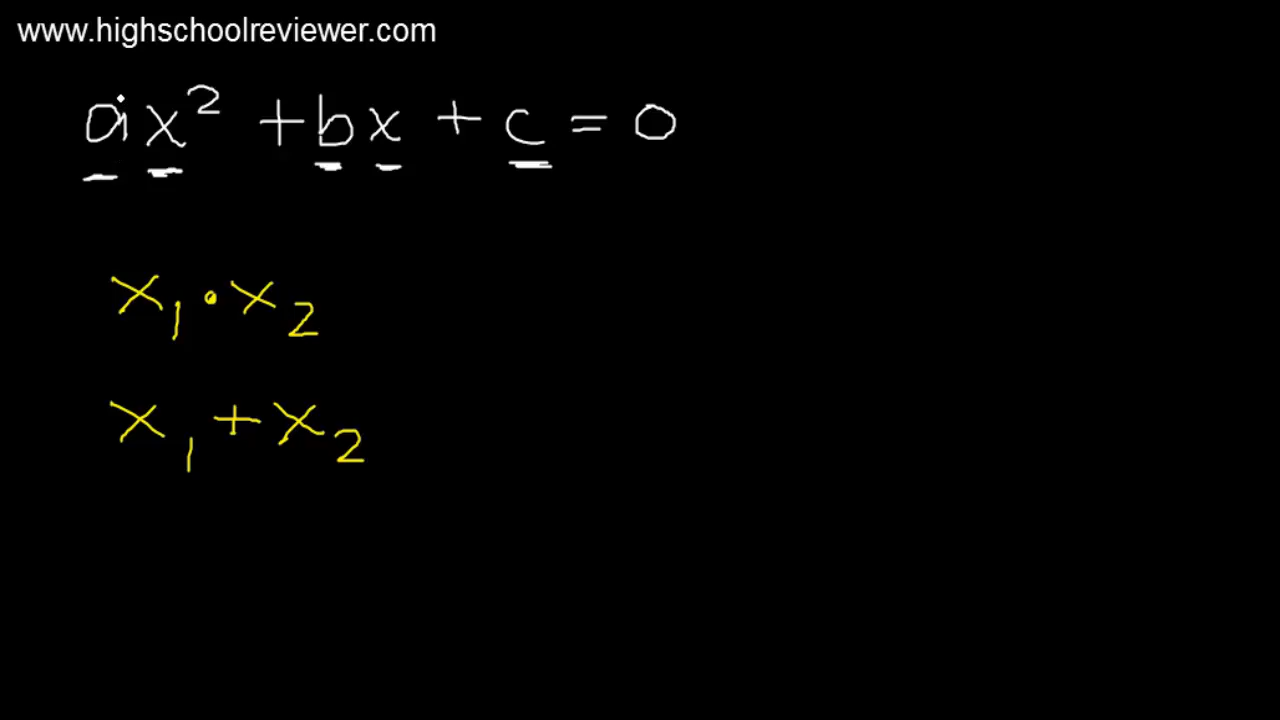 www.highschoolreviewer.com
ax² + bx + c = 0
x₁ · x₂
x₁ + x₂